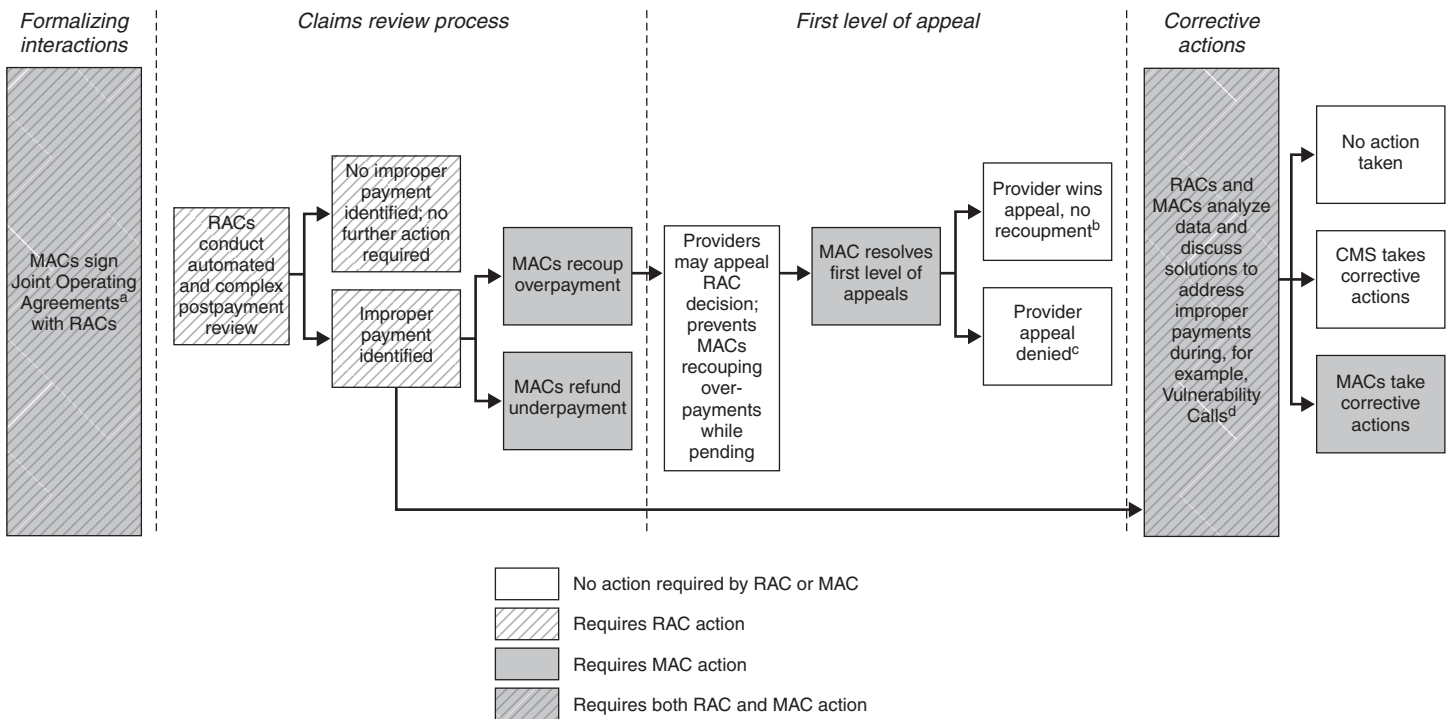 Formalizing
interactions
Claims review process
First level of appeal
Corrective
actions
MACs sign
Joint Operating
Agreementsa
with RACs
RACs
conduct
automated
and complex
postpayment
review
No improper
payment
identified; no
further action
required
Improper
payment
identified
MACs recoup
overpayment
MACs refund
underpayment
Providers
may appeal
RAC
decision;
prevents
MACs
recouping
over-
payments
while
pending
MAC resolves
first level of
appeals
Provider wins
appeal, no
recoupmentb
Provider
appeal
deniedc
RACs and
MACs analyze
data and
discuss
solutions to
address
improper
payments
during, for
example,
Vulnerability
Callsd
No action
taken
CMS takes
corrective
actions
MACs take
corrective
actions
No action required by RAC or MAC
Requires RAC action
Requires MAC action
Requires both RAC and MAC action